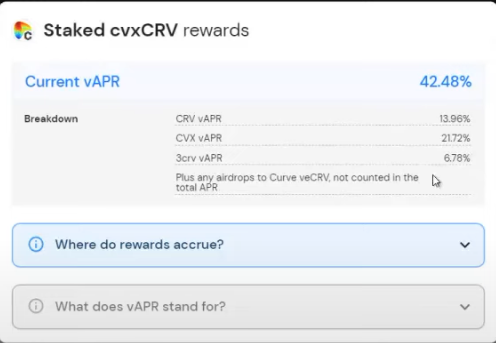 Staked cvxCRV rewards
Current vAPR 42.48%
Breakdown CRV vAPR 13.96%
CVX vAPR 21.72%
3crv vAPR 6.78%
Plus any airdrops to Curve veCRV, not counted in the
total APR
Where do rewards accrue?
What does vAPR stand for?